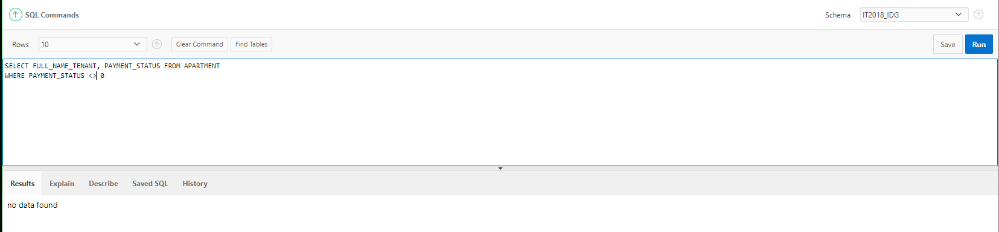 SQL Commands
Schema IT2018_IDG ?
Rows 10 ? Clear Command Find Tables Save Run
SELECT FULL_NAME_TENANT, PAYMENT_STATUS FROM APARTMENT
WHERE PAYMENT_STATUS <> 0
Results Explain Describe Saved SQL History
no data found